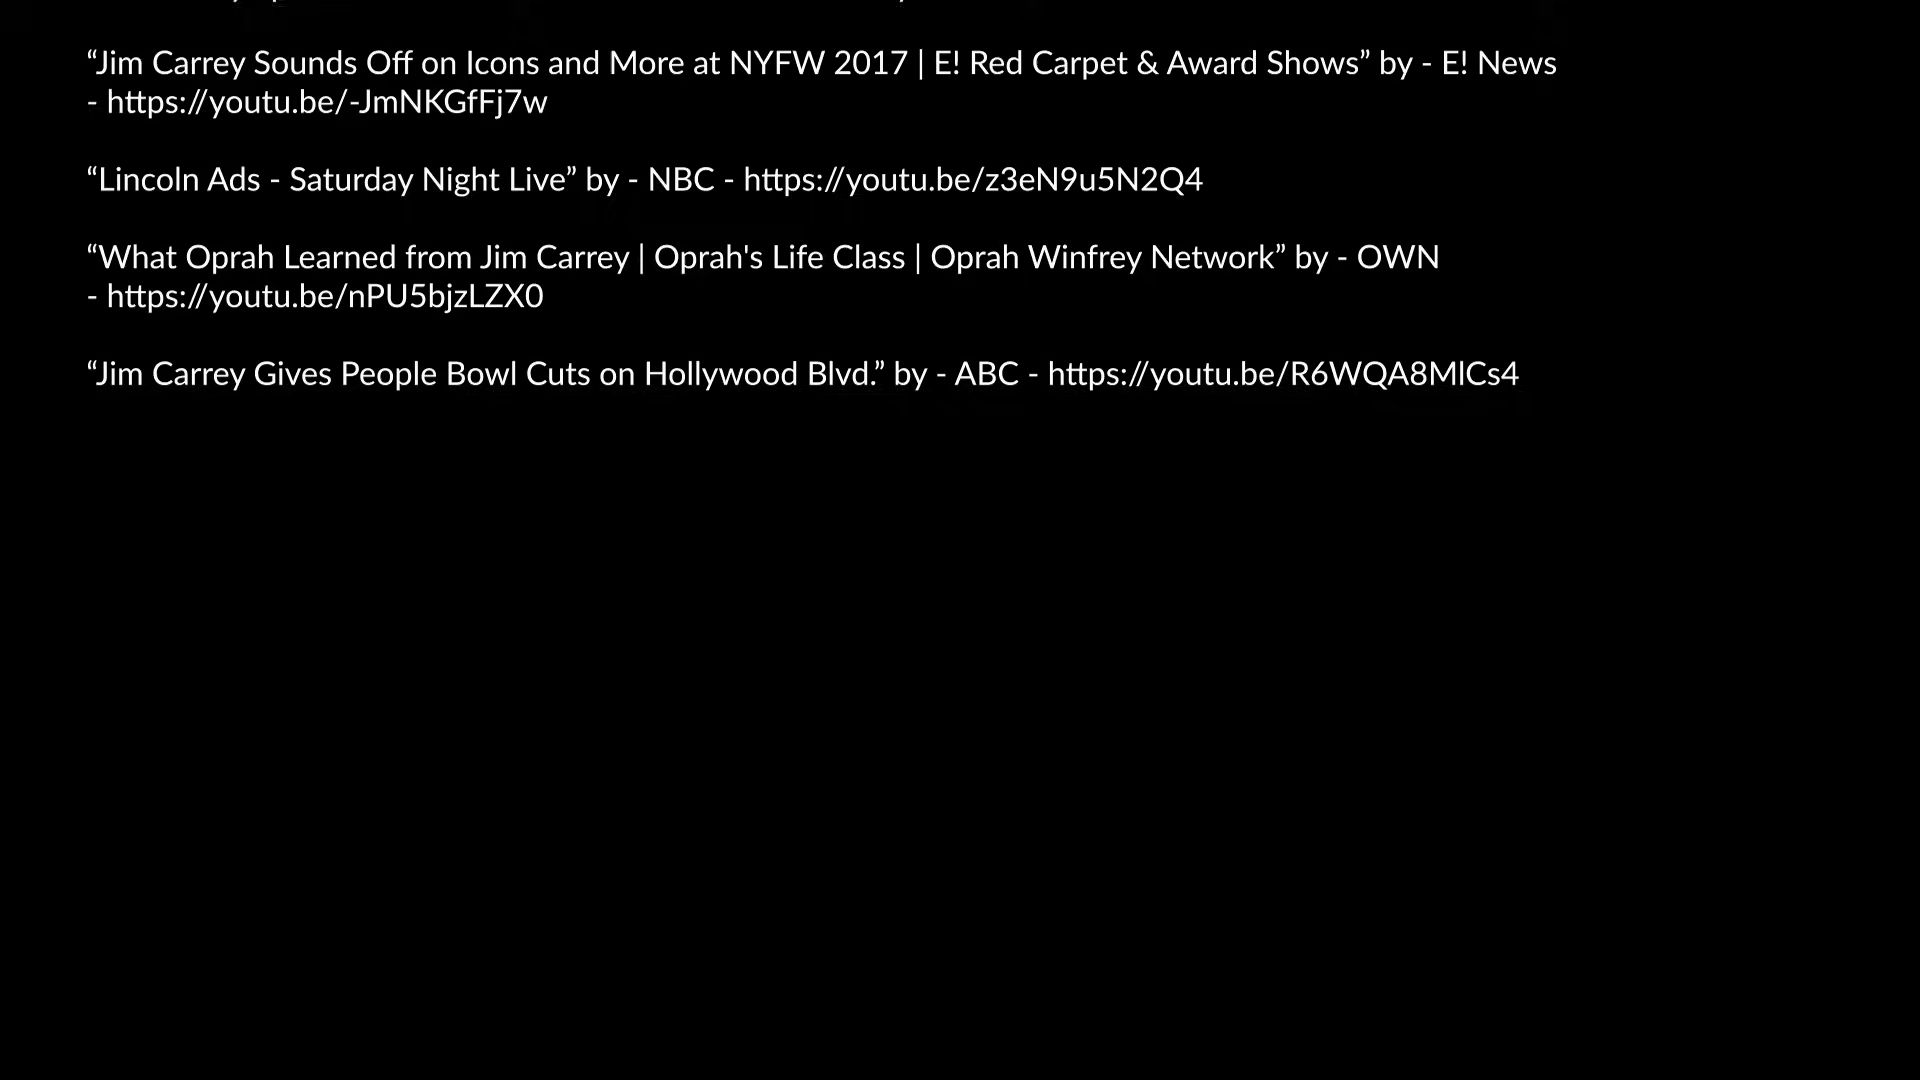 “Jim Carrey Sounds Off on Icons and More at NYFW 2017 | E! Red Carpet & Award Shows” by - E! News
- https://youtu.be/-JmNKGfFj7w
“Lincoln Ads - Saturday Night Live” by - NBC - https://youtu.be/z3eN9u5N2Q4
“What Oprah Learned from Jim Carrey | Oprah's Life Class | Oprah Winfrey Network” by - OWN
- https://youtu.be/nPU5bjzLZX0
“Jim Carrey Gives People Bowl Cuts on Hollywood Blvd.” by - ABC - https://youtu.be/R6WQA8MlCs4